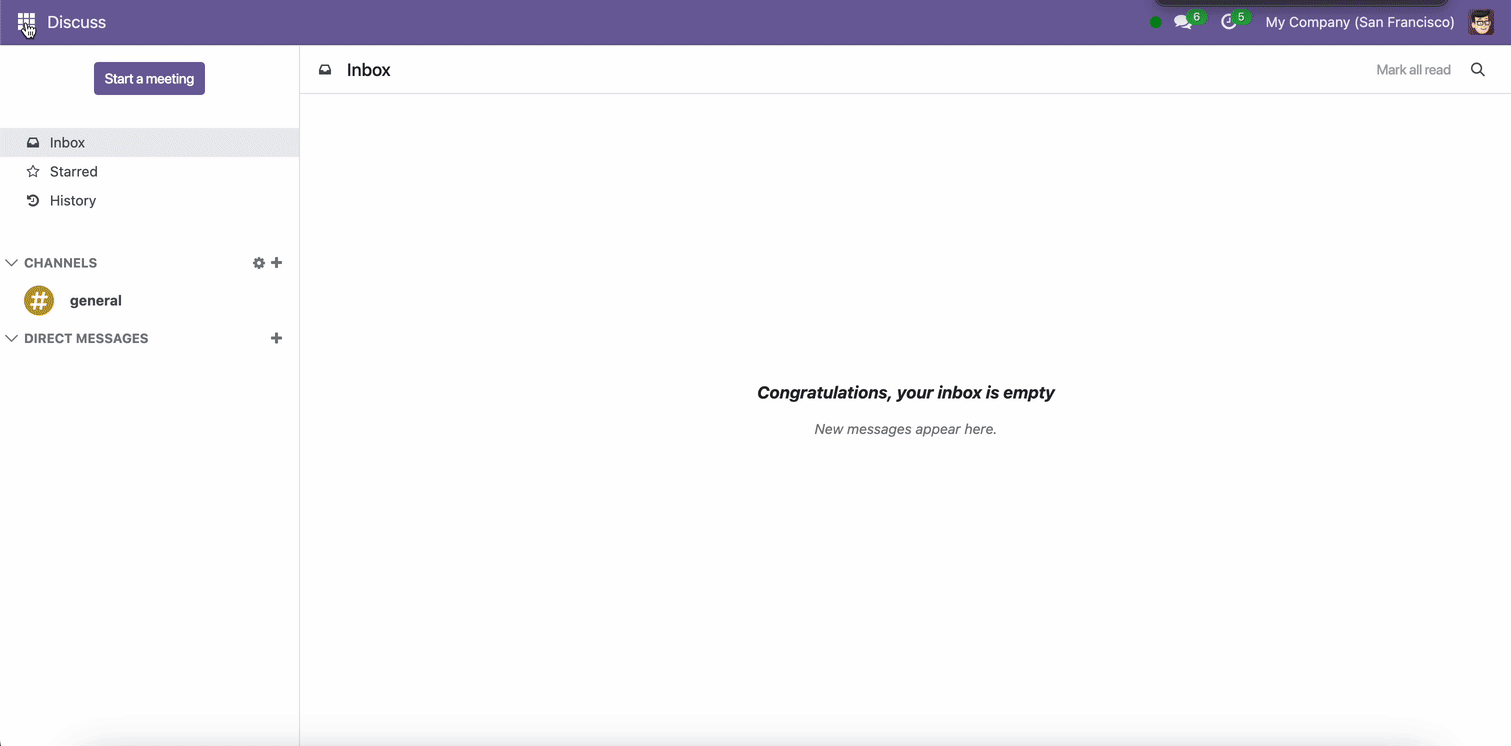 Discuss
6
5
My Company (San Francisco)
Start a meeting
Inbox
Mark all read
Inbox
Starred
History
CHANNELS
general
DIRECT MESSAGES
Congratulations, your inbox is empty
New messages appear here.